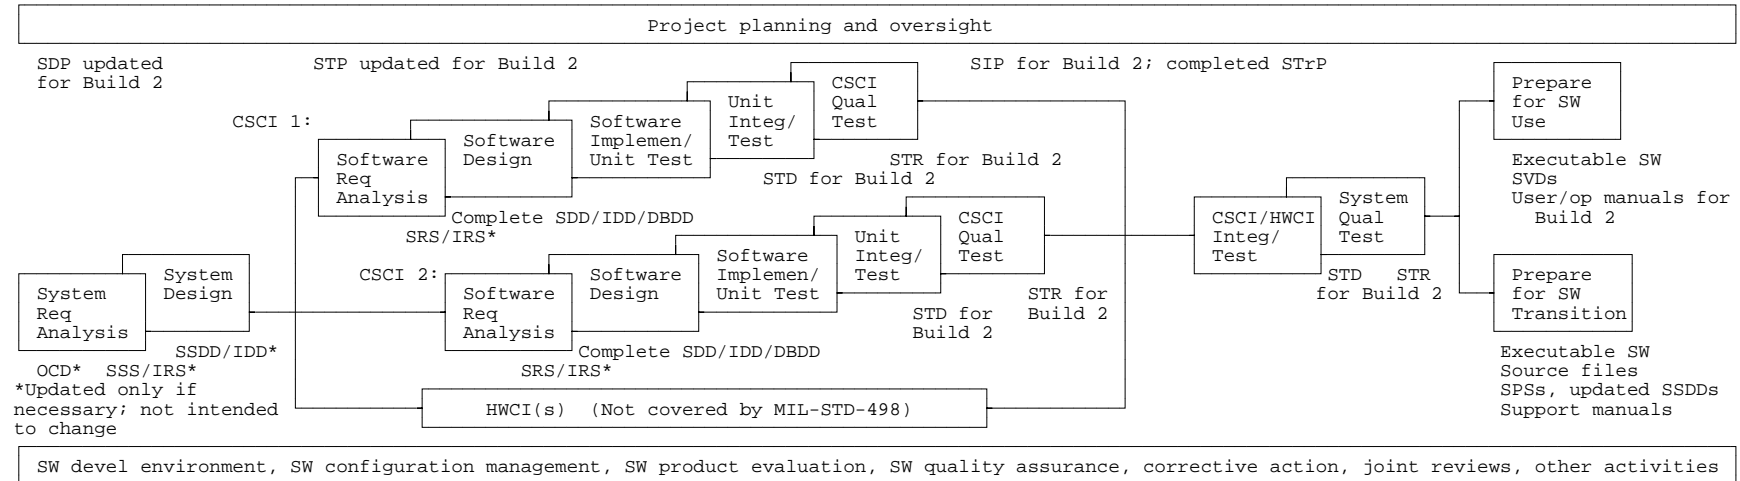 Project planning and oversight
SDP updated
for Build 2
STP updated for Build 2
SIP for Build 2; completed STrP
CSCI 1:
Software
Req
Analysis
Software
Design
Software
Implemen/
Unit Test
Unit
Integ/
Test
CSCI
Qual
Test
STR for Build 2
STD for Build 2
Complete SDD/IDD/DBDD
SRS/IRS*
System
Req
Analysis
System
Design
SSDD/IDD*
OCD* SSS/IRS*
*Updated only if
necessary; not intended
to change
CSCI 2:
Software
Req
Analysis
Software
Design
Software
Implemen/
Unit Test
Unit
Integ/
Test
CSCI
Qual
Test
STD for
Build 2
STR for
Build 2
Complete SDD/IDD/DBDD
SRS/IRS*
HWCI(s) (Not covered by MIL-STD-498)
CSCI/HWCI
Integ/
Test
System
Qual
Test
STD STR
for Build 2
Prepare
for SW
Use
Executable SW
SVDs
User/op manuals for
Build 2
Prepare
for SW
Transition
Executable SW
Source files
SPSs, updated SSDDs
Support manuals
SW devel environment, SW configuration management, SW product evaluation, SW quality assurance, corrective action, joint reviews, other activities